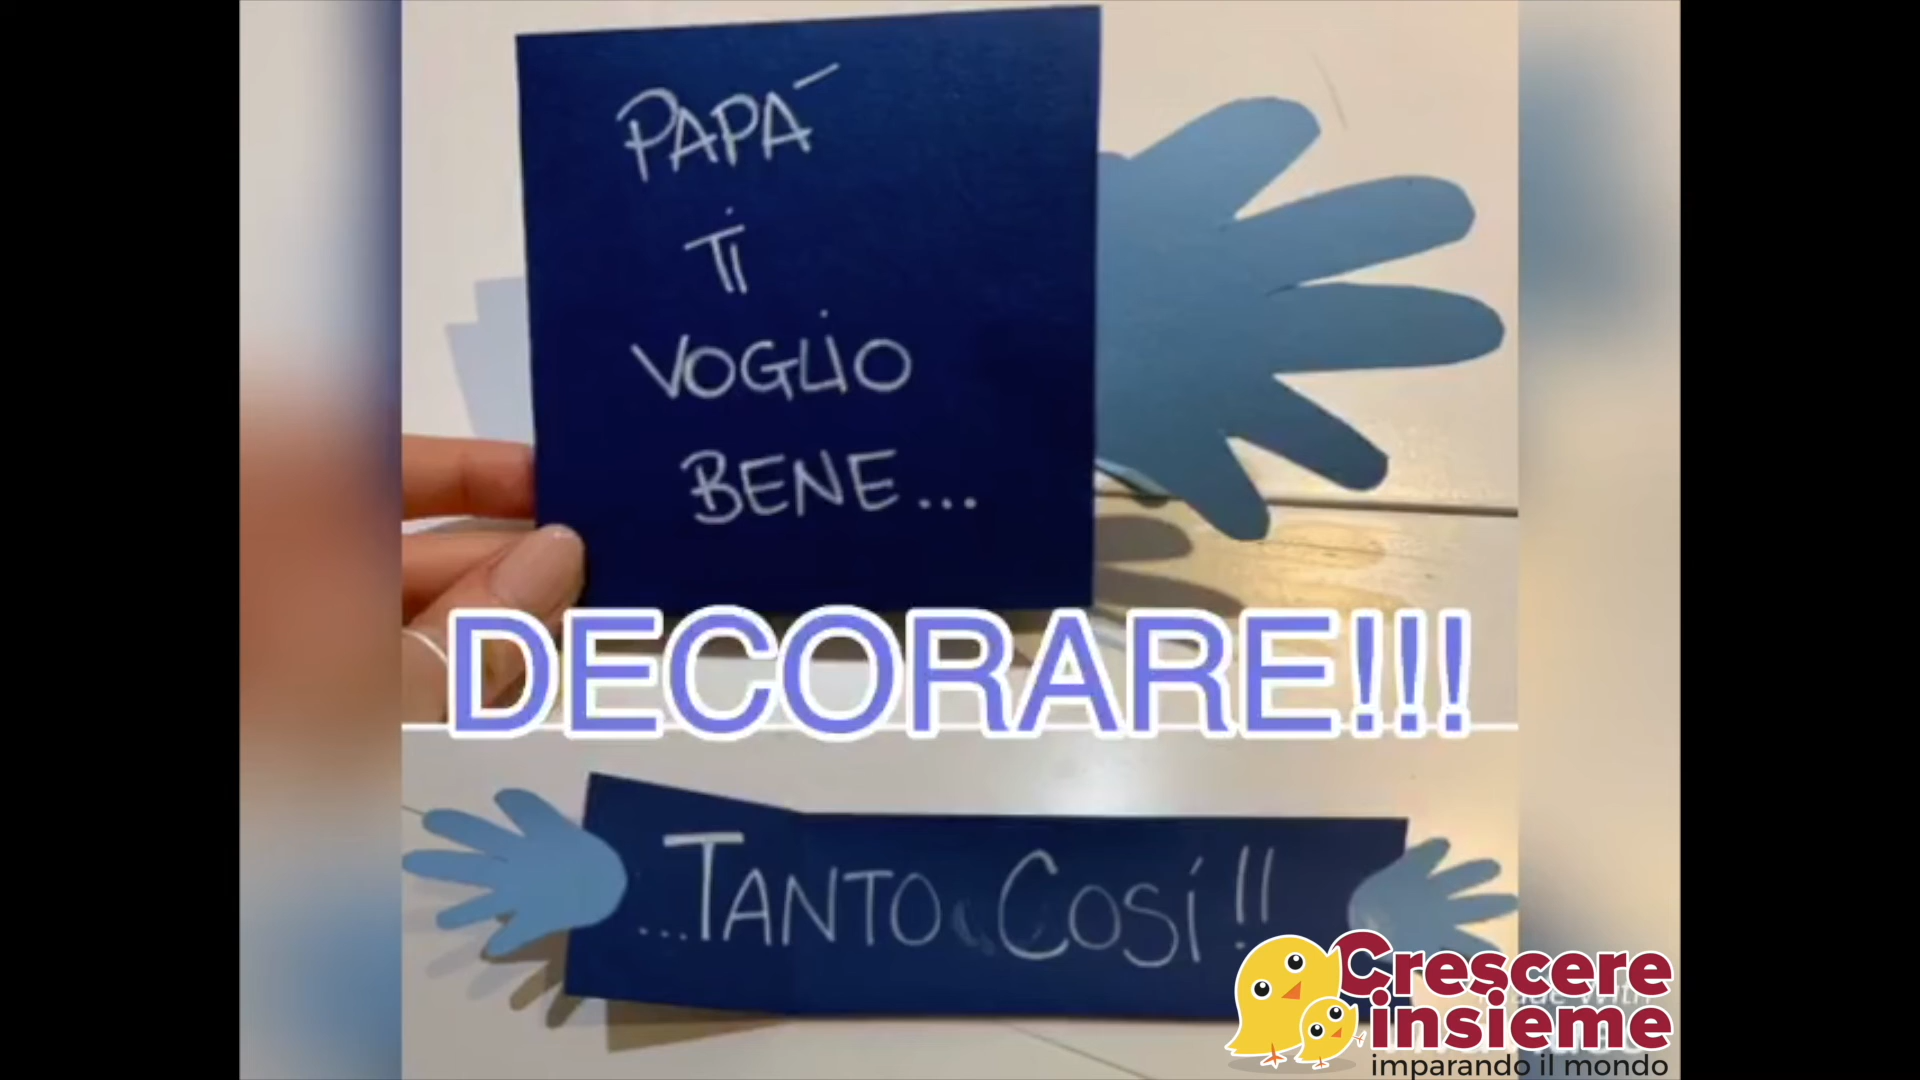 PAPÁ
Ti
VOGLiO
BENE...
DECORARE!!!
...TANTO COSÍ!!
Crescere
insieme
imparando il mondo